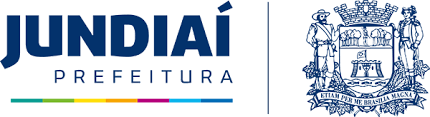 JUNDIAÍ
PREFEITURA
ETIAM PER ME BRASILIA MAGNA